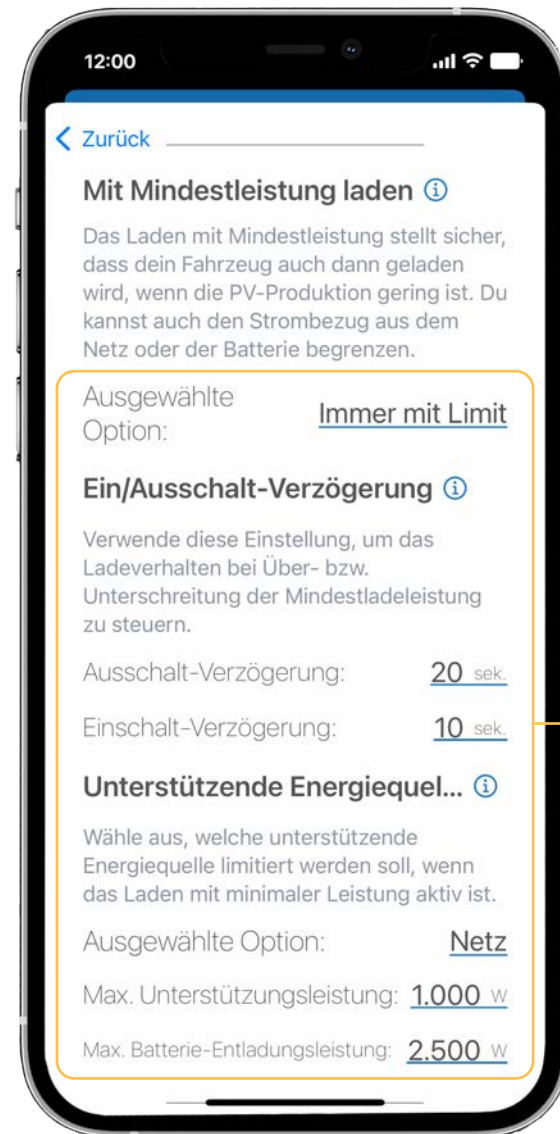 12:00
Zurück
Mit Mindestleistung laden
Das Laden mit Mindestleistung stellt sicher,
dass dein Fahrzeug auch dann geladen
wird, wenn die PV-Produktion gering ist. Du
kannst auch den Strombezug aus dem
Netz oder der Batterie begrenzen.
Ausgewählte
Option: Immer mit Limit
Ein/Ausschalt-Verzögerung
Verwende diese Einstellung, um das
Ladeverhalten bei Über- bzw.
Unterschreitung der Mindestladeleistung
zu steuern.
Ausschalt-Verzögerung: 20 sek.
Einschalt-Verzögerung: 10 sek.
Unterstützende Energiequel...
Wähle aus, welche unterstützende
Energiequelle limitiert werden soll, wenn
das Laden mit minimaler Leistung aktiv ist.
Ausgewählte Option: Netz
Max. Unterstützungsleistung: 1.000 W
Max. Batterie-Entladungsleistung: 2.500 W